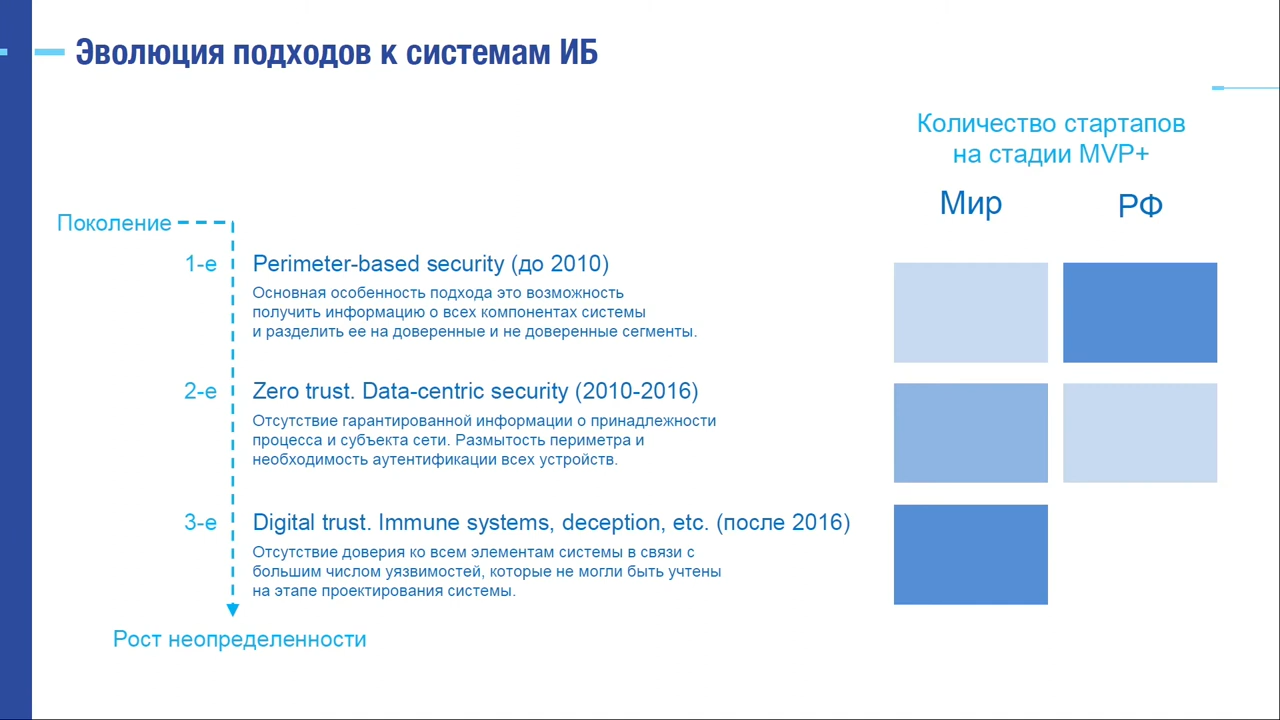 Эволюция подходов к системам ИБ
Количество стартапов
на стадии MVP+
Мир
РФ
Поколение
1-е
Perimeter-based security (до 2010)
Основная особенность подхода это возможность
получить информацию о всех компонентах системы
и разделить ее на доверенные и не доверенные сегменты.
2-е
Zero trust. Data-centric security (2010-2016)
Отсутствие гарантированной информации о принадлежности
процесса и субъекта сети. Размытость периметра и
необходимость аутентификации всех устройств.
3-е
Digital trust. Immune systems, deception, etc. (после 2016)
Отсутствие доверия ко всем элементам системы в связи с
большим числом уязвимостей, которые не могли быть учтены
на этапе проектирования системы.
Рост неопределенности